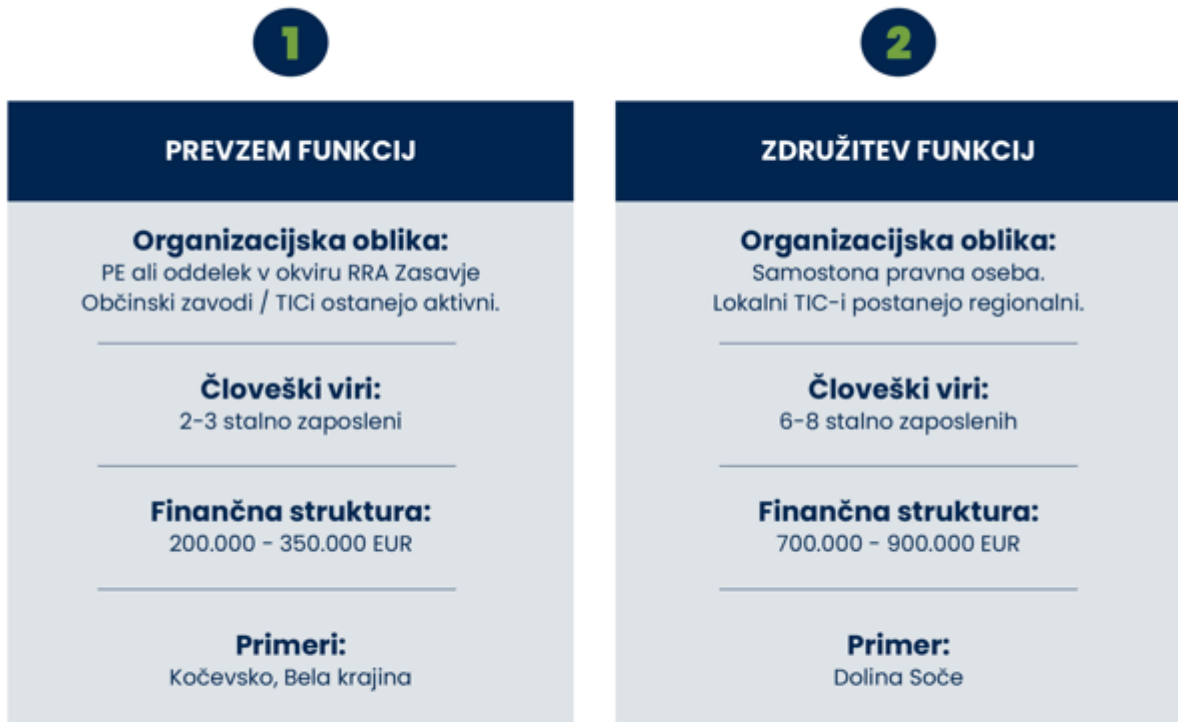 1
PREVZEM FUNKCIJ
Organizacijska oblika:
PE ali oddelek v okviru RRA Zasavje
Občinski zavodi / TICi ostanejo aktivni.
Človeški viri:
2-3 stalno zaposleni
Finančna struktura:
200.000 - 350.000 EUR
Primeri:
Kočevsko, Bela krajina
2
ZDRUŽITEV FUNKCIJ
Organizacijska oblika:
Samostona pravna oseba.
Lokalni TIC-i postanejo regionalni.
Človeški viri:
6-8 stalno zaposlenih
Finančna struktura:
700.000 - 900.000 EUR
Primer:
Dolina Soče